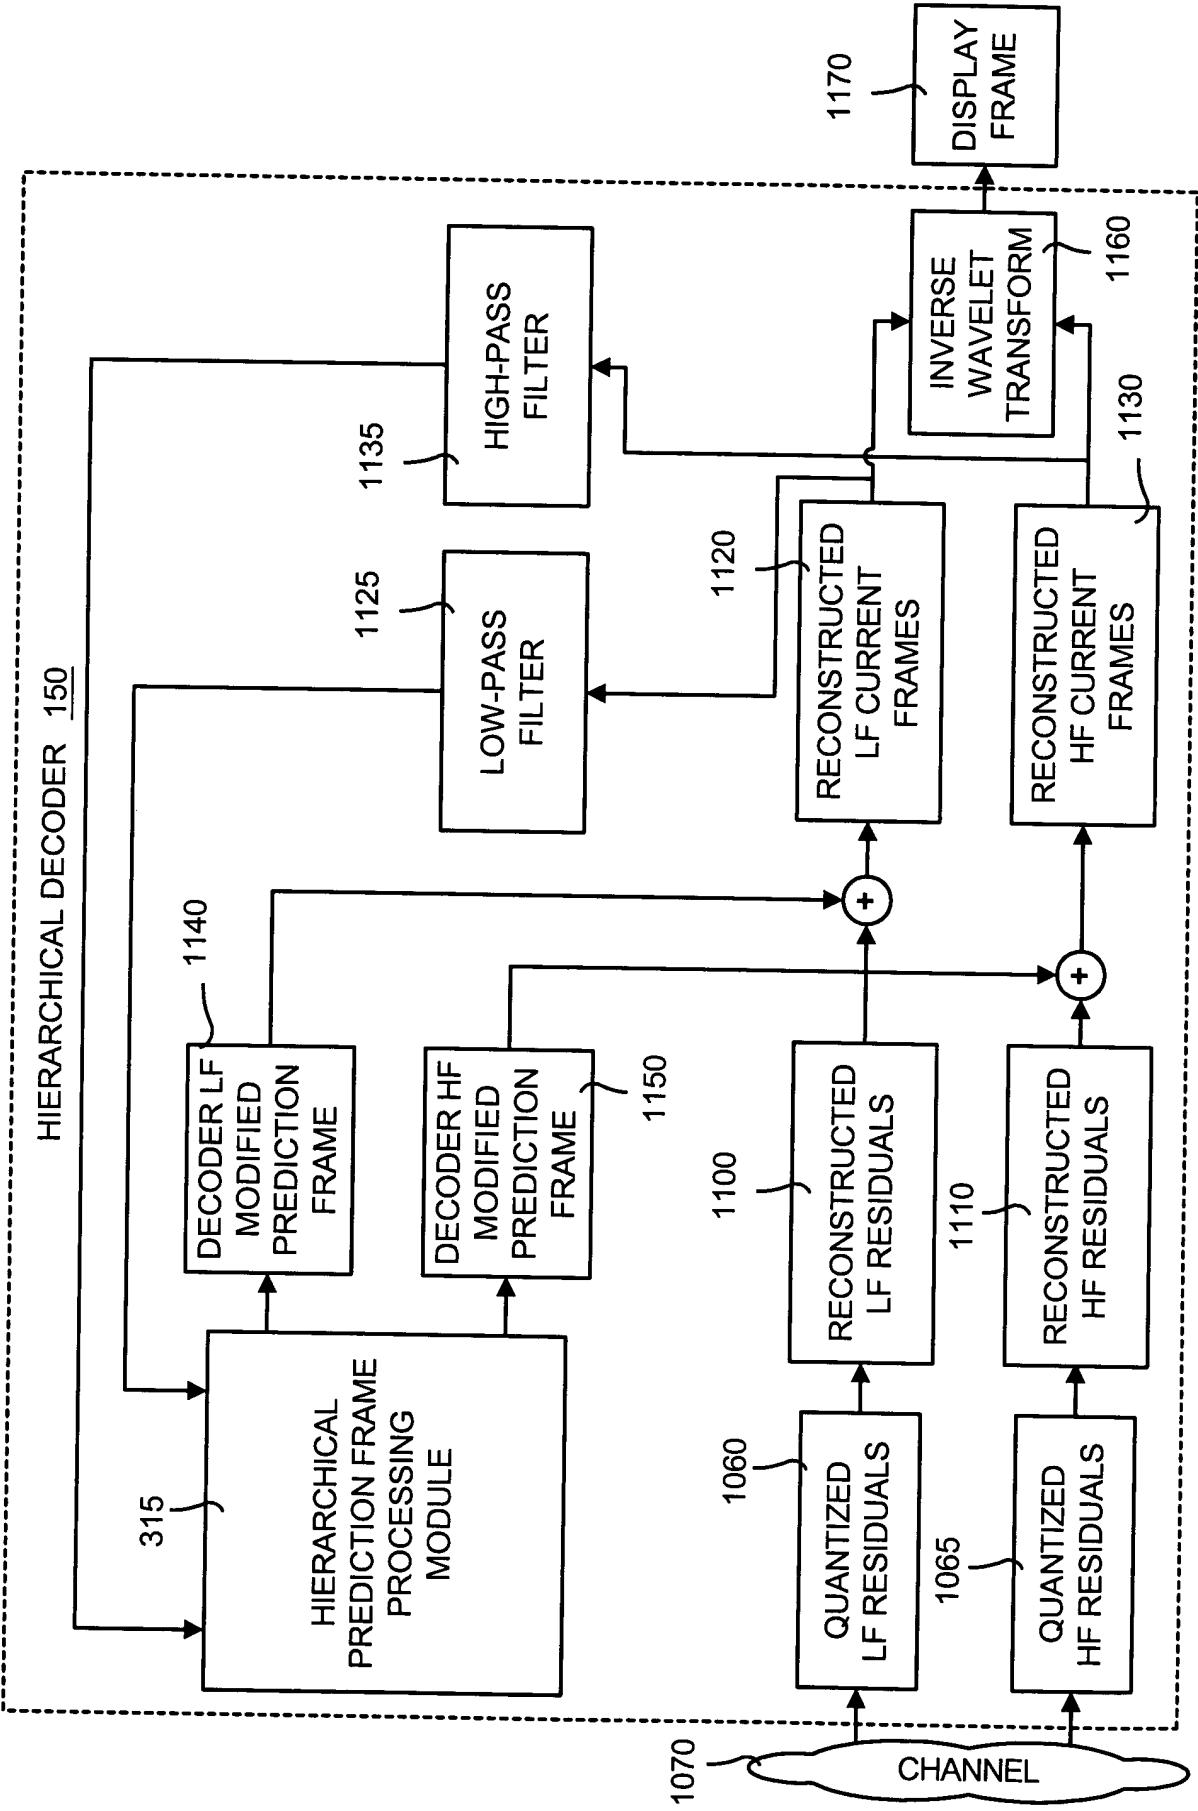 HIERARCHICAL DECODER 150
315
HIERARCHICAL
PREDICTION FRAME
PROCESSING
MODULE
DECODER LF
MODIFIED
PREDICTION
FRAME
1140
DECODER HF
MODIFIED
PREDICTION
FRAME
1150
1125
LOW-PASS
FILTER
1135
HIGH-PASS
FILTER
1070
CHANNEL
1060
QUANTIZED
LF RESIDUALS
1065
QUANTIZED
HF RESIDUALS
1100
RECONSTRUCTED
LF RESIDUALS
1110
RECONSTRUCTED
HF RESIDUALS
+
+
1120
RECONSTRUCTED
LF CURRENT
FRAMES
RECONSTRUCTED
HF CURRENT
FRAMES
1130
INVERSE
WAVELET
TRANSFORM
1160
1170
DISPLAY
FRAME